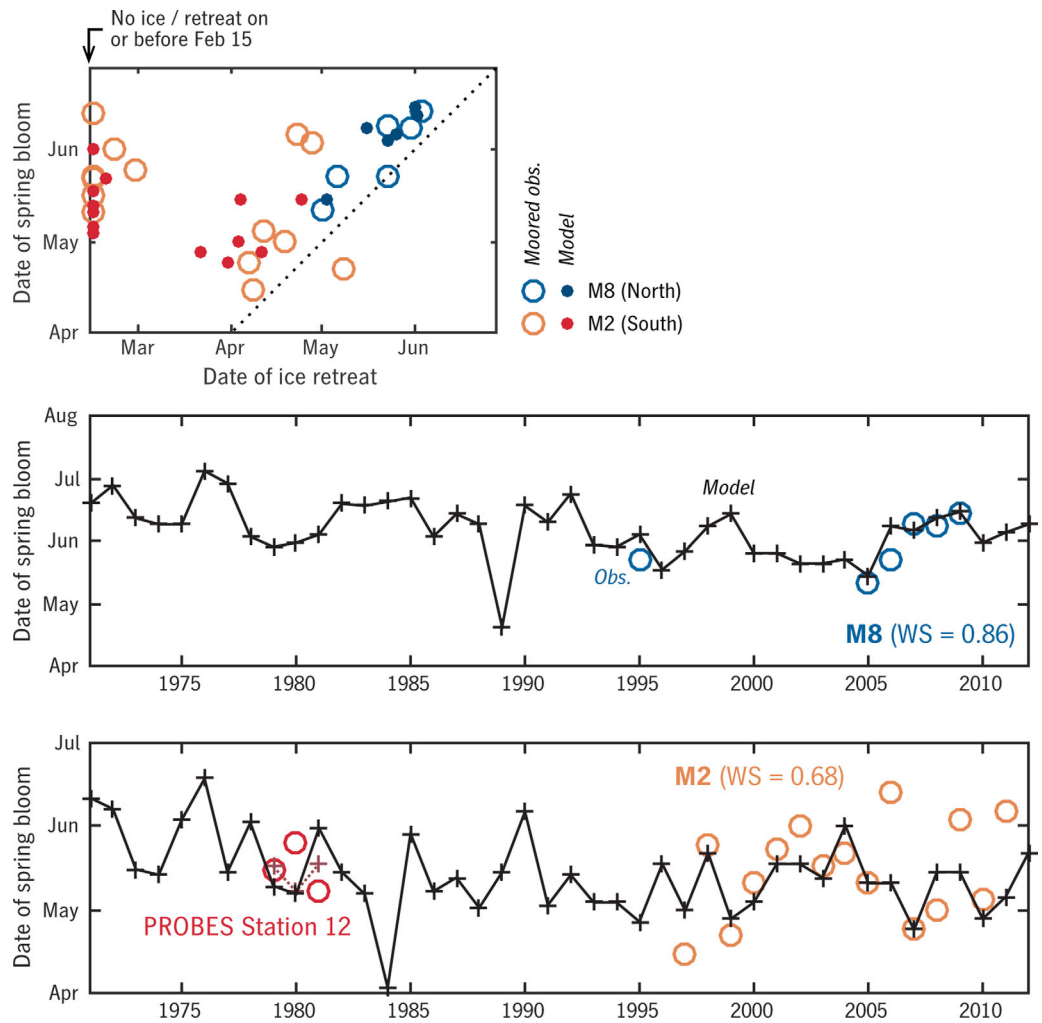 No ice / retreat on
or before Feb 15
Date of spring bloom
Jun
May
Apr
Mar
Apr
May
Jun
Date of ice retreat
Moored obs.
Model
M8 (North)
M2 (South)
Date of spring bloom
Aug
Jul
Jun
May
Apr
Model
Obs.
M8 (WS = 0.86)
1975
1980
1985
1990
1995
2000
2005
2010
Date of spring bloom
Jul
Jun
May
Apr
M2 (WS = 0.68)
PROBES Station 12
1975
1980
1985
1990
1995
2000
2005
2010